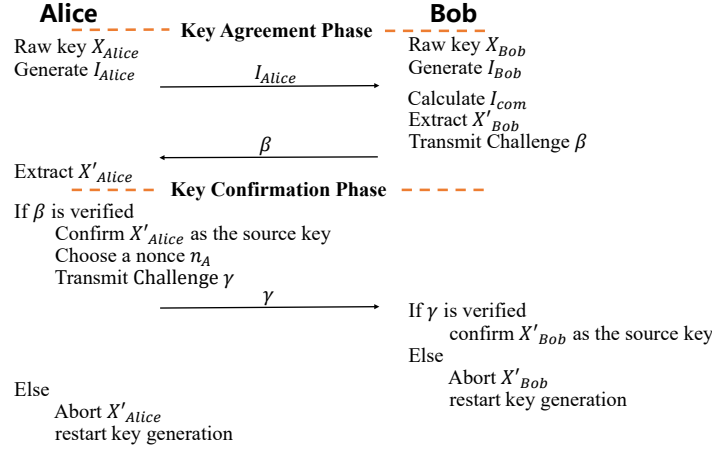 Alice
Bob
Key Agreement Phase
Raw key X_Alice
Generate I_Alice
Raw key X_Bob
Generate I_Bob
I_Alice
Calculate I_com
Extract X'_Bob
Transmit Challenge β
β
Extract X'_Alice
Key Confirmation Phase
If β is verified
Confirm X'_Alice as the source key
Choose a nonce n_A
Transmit Challenge γ
γ
If γ is verified
confirm X'_Bob as the source key
Else
Abort X'_Bob
restart key generation
Else
Abort X'_Alice
restart key generation